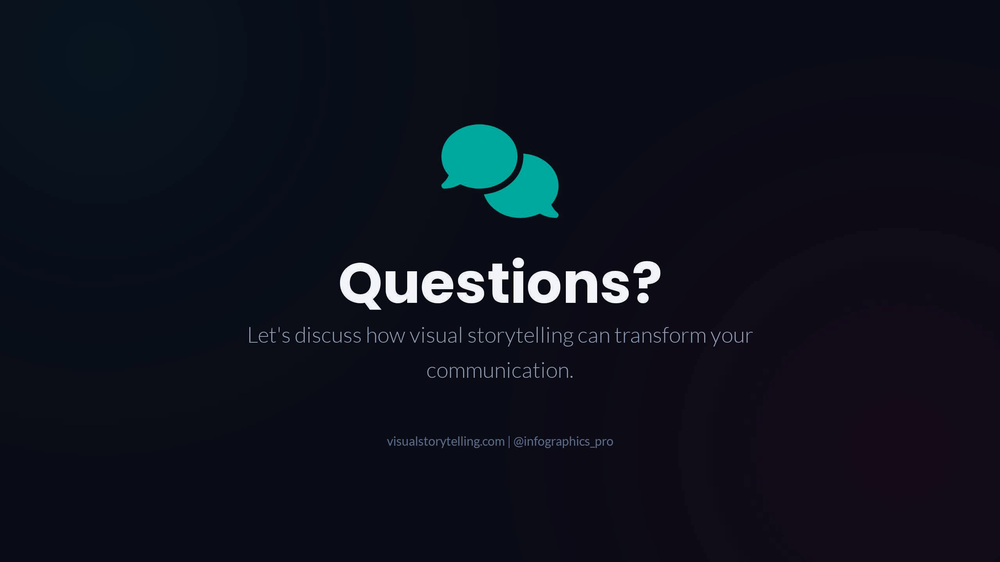 Questions?
Let's discuss how visual storytelling can transform your
communication.
visualstorytelling.com | @infographics_pro